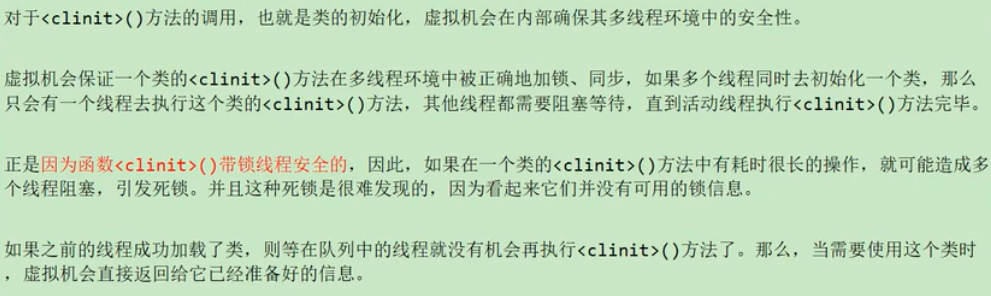 对于<clinit>()方法的调用，也就是类的初始化，虚拟机会在内部确保其多线程环境中的安全性。
虚拟机会保证一个类的<clinit>()方法在多线程环境中被正确地加锁、同步，如果多个线程同时去初始化一个类，那么
只会有一个线程去执行这个类的<clinit>()方法，其他线程都需要阻塞等待，直到活动线程执行<clinit>()方法完毕。
正是因为函数<clinit>()带锁线程安全的，因此，如果在一个类的<clinit>()方法中有耗时很长的操作，就可能造成多
个线程阻塞，引发死锁。并且这种死锁是很难发现的，因为看起来它们并没有可用的锁信息。
如果之前的线程成功加载了类，则等在队列中的线程就没有机会再执行<clinit>()方法了。那么，当需要使用这个类时
，虚拟机会直接返回给它已经准备好的信息。